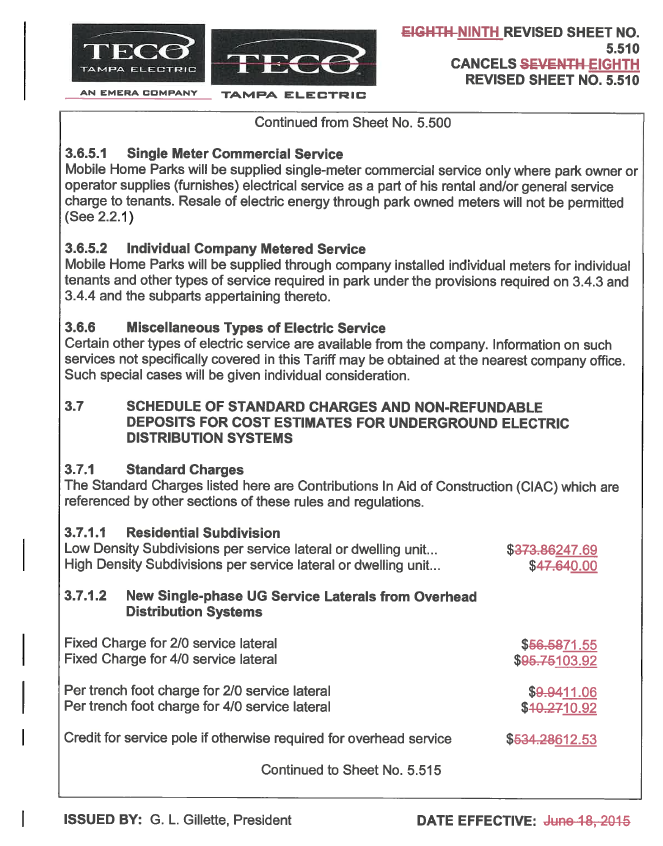 TECO
TAMPA ELECTRIC
AN EMERA COMPANY
TECO
TAMPA ELECTRIC
EIGHTH NINTH REVISED SHEET NO.
5.510
CANCELS SEVENTH EIGHTH
REVISED SHEET NO. 5.510
Continued from Sheet No. 5.500
3.6.5.1 Single Meter Commercial Service
Mobile Home Parks will be supplied single-meter commercial service only where park owner or
operator supplies (furnishes) electrical service as a part of his rental and/or general service
charge to tenants. Resale of electric energy through park owned meters will not be permitted
(See 2.2.1)
3.6.5.2 Individual Company Metered Service
Mobile Home Parks will be supplied through company installed individual meters for individual
tenants and other types of service required in park under the provisions required on 3.4.3 and
3.4.4 and the subparts appertaining thereto.
3.6.6 Miscellaneous Types of Electric Service
Certain other types of electric service are available from the company. Information on such
services not specifically covered in this Tariff may be obtained at the nearest company office.
Such special cases will be given individual consideration.
3.7 SCHEDULE OF STANDARD CHARGES AND NON-REFUNDABLE
DEPOSITS FOR COST ESTIMATES FOR UNDERGROUND ELECTRIC
DISTRIBUTION SYSTEMS
3.7.1 Standard Charges
The Standard Charges listed here are Contributions In Aid of Construction (CIAC) which are
referenced by other sections of these rules and regulations.
3.7.1.1 Residential Subdivision
Low Density Subdivisions per service lateral or dwelling unit... $373.86247.69
High Density Subdivisions per service lateral or dwelling unit... $47.640.00
3.7.1.2 New Single-phase UG Service Laterals from Overhead
Distribution Systems
Fixed Charge for 2/0 service lateral $56.5871.55
Fixed Charge for 4/0 service lateral $95.75103.92
Per trench foot charge for 2/0 service lateral $9.9411.06
Per trench foot charge for 4/0 service lateral $10.2710.92
Credit for service pole if otherwise required for overhead service $534.28612.53
Continued to Sheet No. 5.515
ISSUED BY: G. L. Gillette, President DATE EFFECTIVE: June 18, 2015